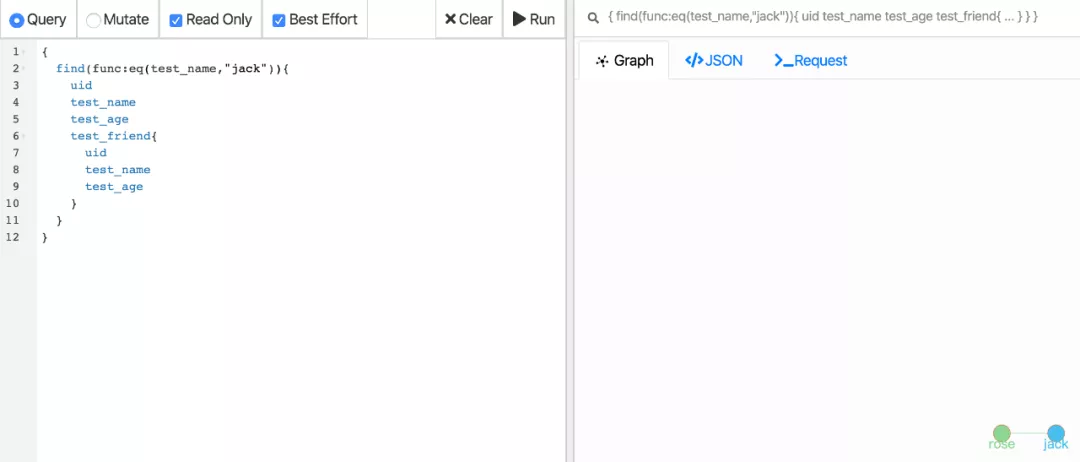 Query Mutate Read Only Best Effort Clear Run
1 {
2 find(func:eq(test_name,"jack")){
3 uid
4 test_name
5 test_age
6 test_friend{
7 uid
8 test_name
9 test_age
10 }
11 }
12 }
{ find(func:eq(test_name,"jack")){ uid test_name test_age test_friend{ ... } } }
Graph JSON Request
rose jack